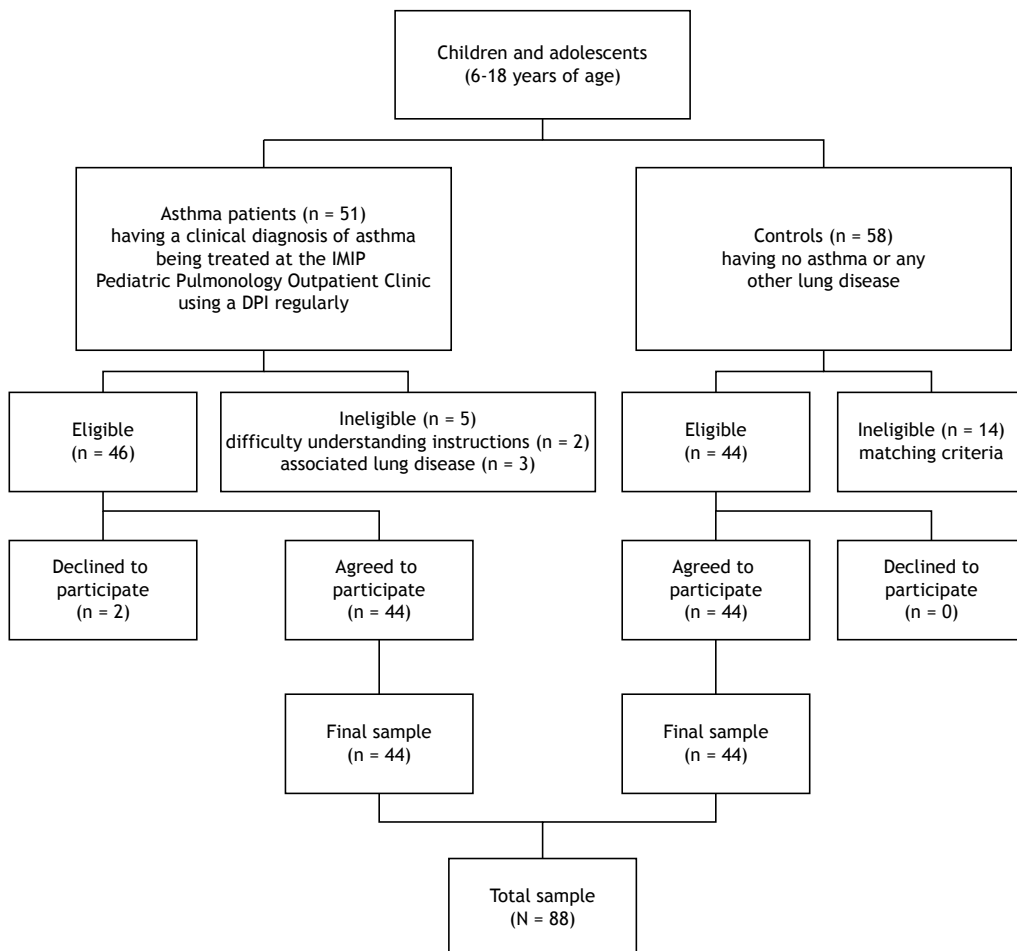 Children and adolescents
(6-18 years of age)
Asthma patients (n = 51)
having a clinical diagnosis of asthma
being treated at the IMIP
Pediatric Pulmonology Outpatient Clinic
using a DPI regularly
Controls (n = 58)
having no asthma or any
other lung disease
Eligible
(n = 46)
Ineligible (n = 5)
difficulty understanding instructions (n = 2)
associated lung disease (n = 3)
Eligible
(n = 44)
Ineligible (n = 14)
matching criteria
Declined to
participate
(n = 2)
Agreed to
participate
(n = 44)
Agreed to
participate
(n = 44)
Declined to
participate
(n = 0)
Final sample
(n = 44)
Final sample
(n = 44)
Total sample
(N = 88)